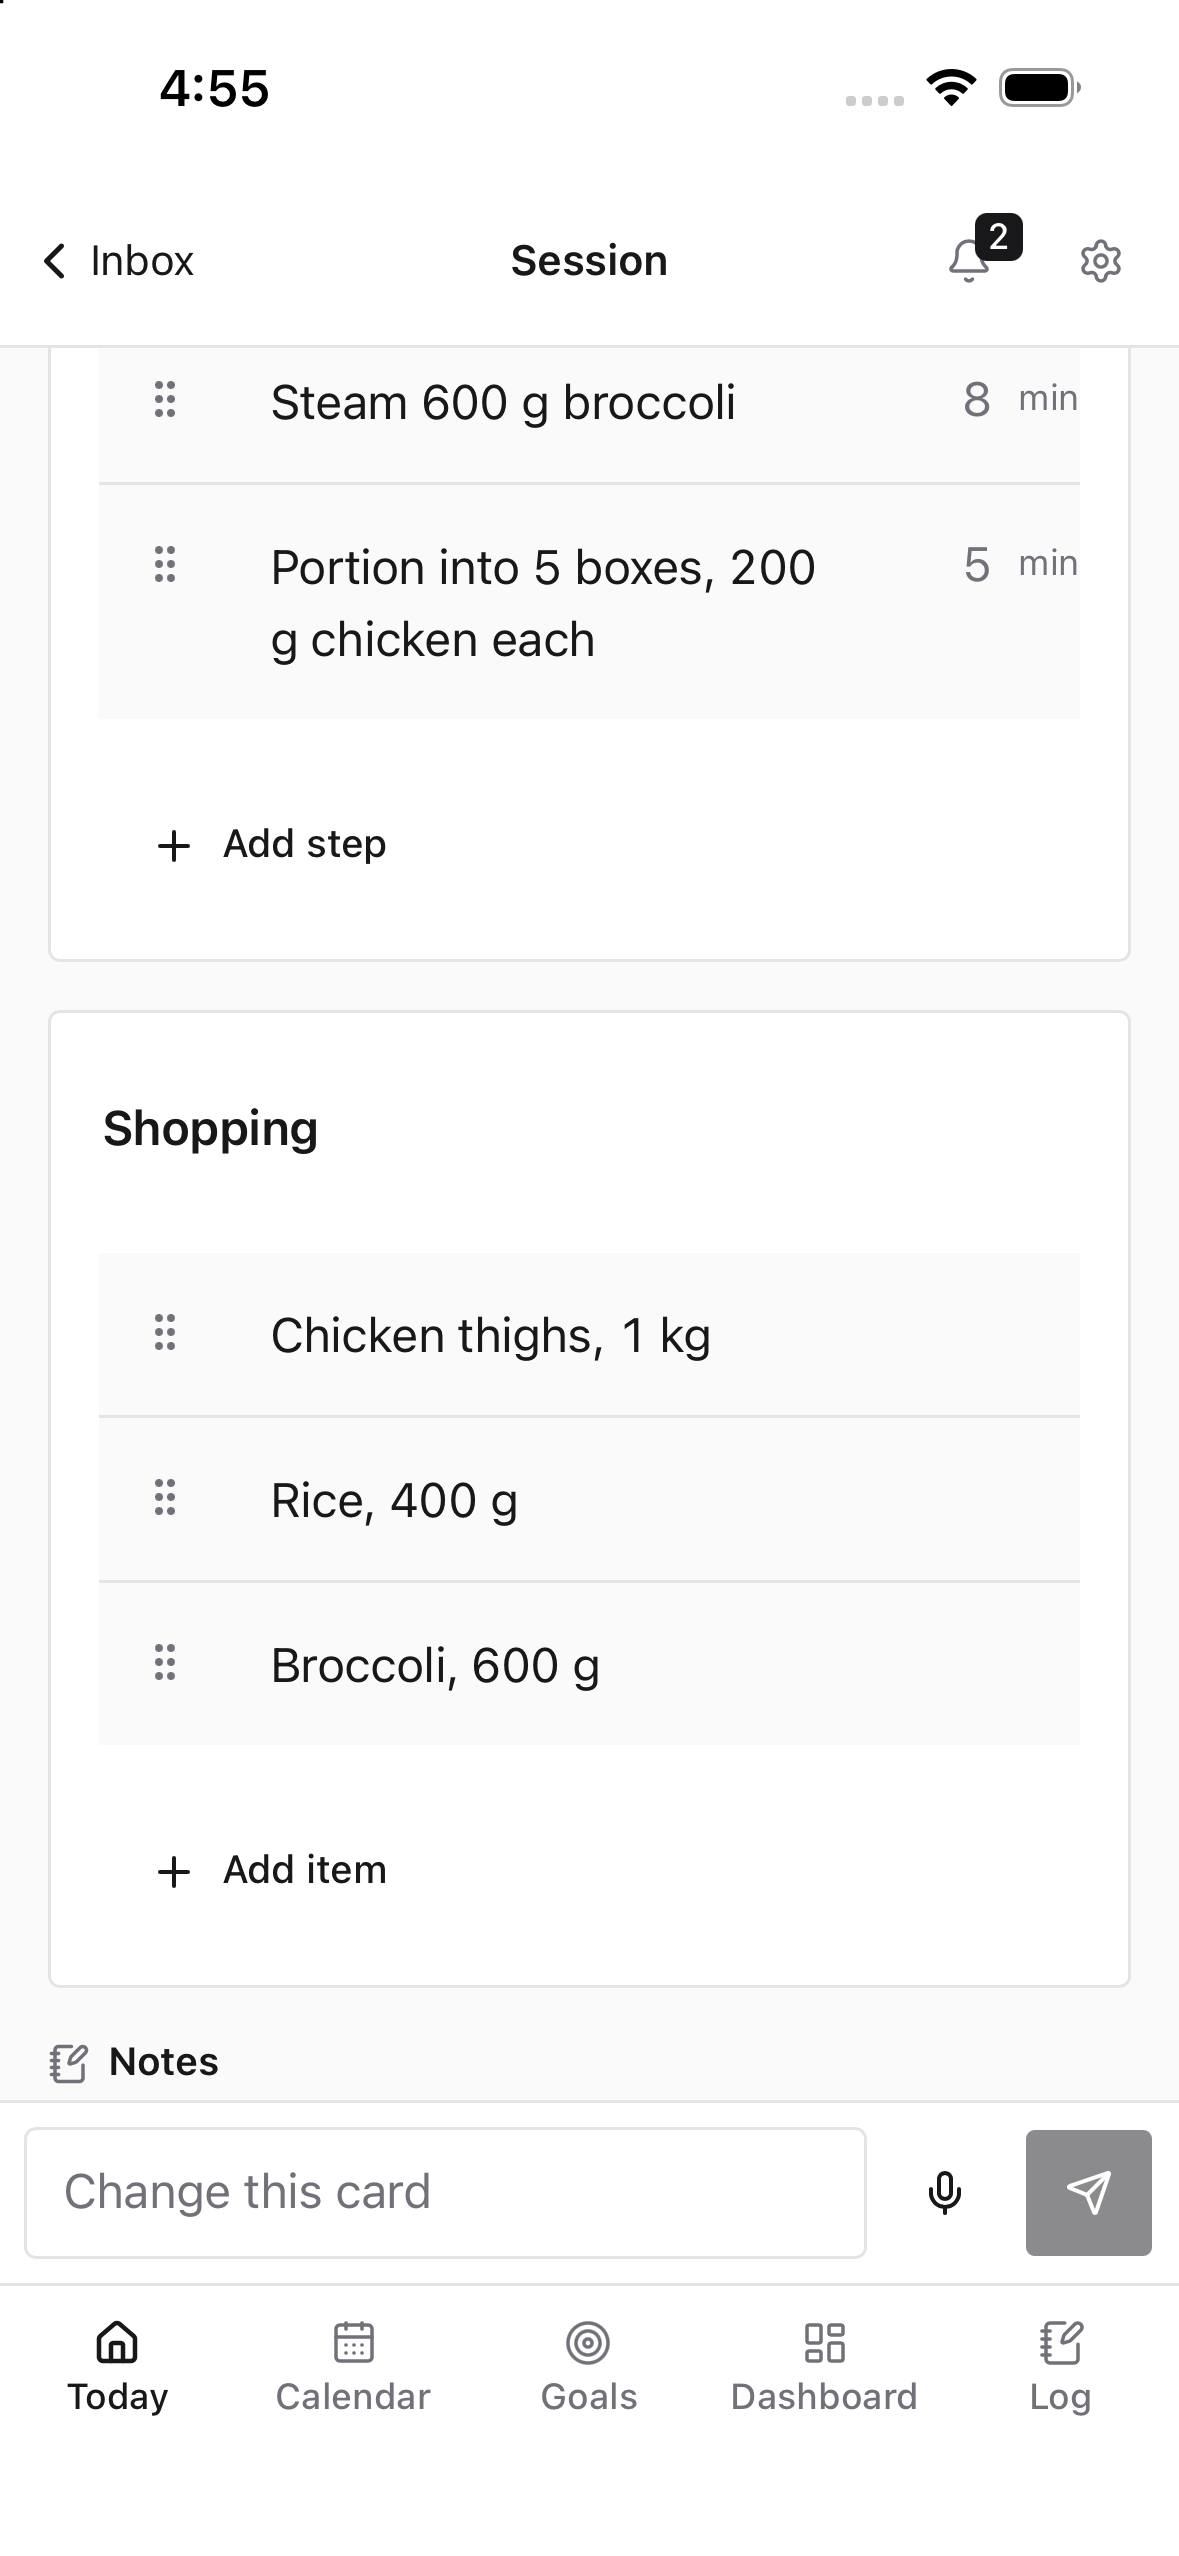 4:55
Inbox
Session
2
Steam 600 g broccoli
8 min
Portion into 5 boxes, 200
g chicken each
5 min
Add step
Shopping
Chicken thighs, 1 kg
Rice, 400 g
Broccoli, 600 g
Add item
Notes
Change this card
Today
Calendar
Goals
Dashboard
Log